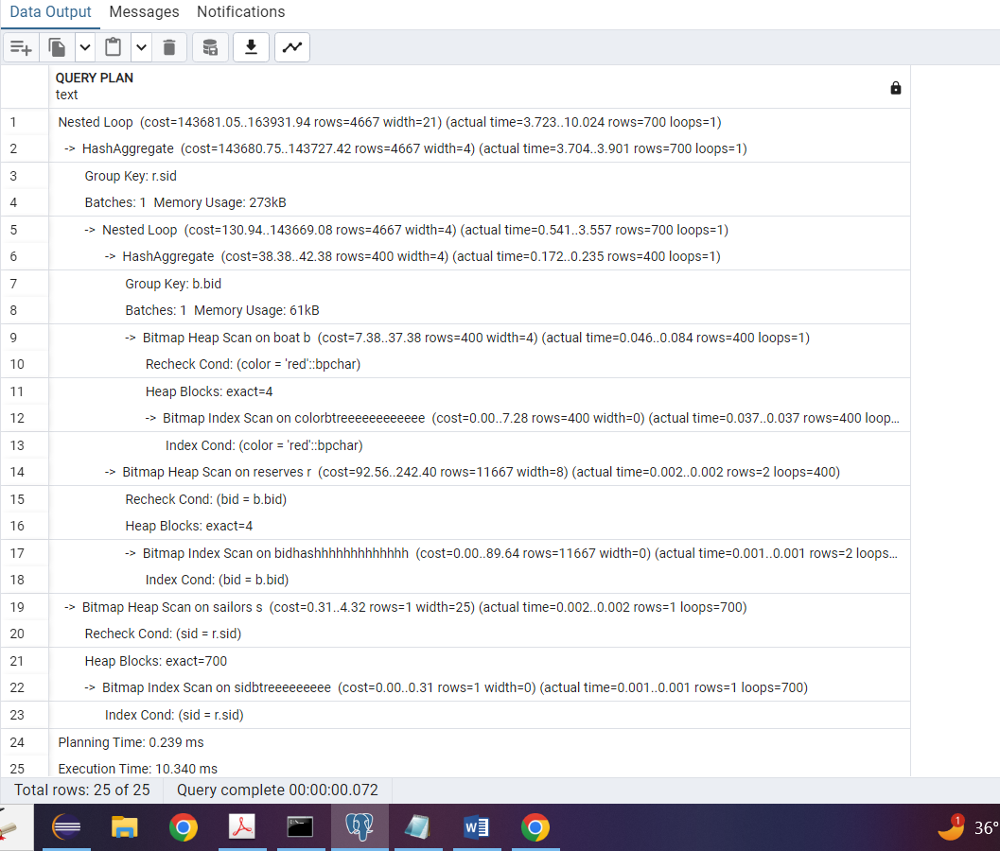 Data Output Messages Notifications
QUERY PLAN
text
1 Nested Loop (cost=143681.05..163931.94 rows=4667 width=21) (actual time=3.723..10.024 rows=700 loops=1)
2 -> HashAggregate (cost=143680.75..143727.42 rows=4667 width=4) (actual time=3.704..3.901 rows=700 loops=1)
3 Group Key: r.sid
4 Batches: 1 Memory Usage: 273kB
5 -> Nested Loop (cost=130.94..143669.08 rows=4667 width=4) (actual time=0.541..3.557 rows=700 loops=1)
6 -> HashAggregate (cost=38.38..42.38 rows=400 width=4) (actual time=0.172..0.235 rows=400 loops=1)
7 Group Key: b.bid
8 Batches: 1 Memory Usage: 61kB
9 -> Bitmap Heap Scan on boat b (cost=7.38..37.38 rows=400 width=4) (actual time=0.046..0.084 rows=400 loops=1)
10 Recheck Cond: (color = 'red'::bpchar)
11 Heap Blocks: exact=4
12 -> Bitmap Index Scan on colorbtreeeeeeeeeeee (cost=0.00..7.28 rows=400 width=0) (actual time=0.037..0.037 rows=400 loop...
13 Index Cond: (color = 'red'::bpchar)
14 -> Bitmap Heap Scan on reserves r (cost=92.56..242.40 rows=11667 width=8) (actual time=0.002..0.002 rows=2 loops=400)
15 Recheck Cond: (bid = b.bid)
16 Heap Blocks: exact=4
17 -> Bitmap Index Scan on bidhashhhhhhhhhhhhh (cost=0.00..89.64 rows=11667 width=0) (actual time=0.001..0.001 rows=2 loops...
18 Index Cond: (bid = b.bid)
19 -> Bitmap Heap Scan on sailors s (cost=0.31..4.32 rows=1 width=25) (actual time=0.002..0.002 rows=1 loops=700)
20 Recheck Cond: (sid = r.sid)
21 Heap Blocks: exact=700
22 -> Bitmap Index Scan on sidbtreeeeeeeee (cost=0.00..0.31 rows=1 width=0) (actual time=0.001..0.001 rows=1 loops=700)
23 Index Cond: (sid = r.sid)
24 Planning Time: 0.239 ms
25 Execution Time: 10.340 ms
Total rows: 25 of 25 Query complete 00:00:00.072
1 36°